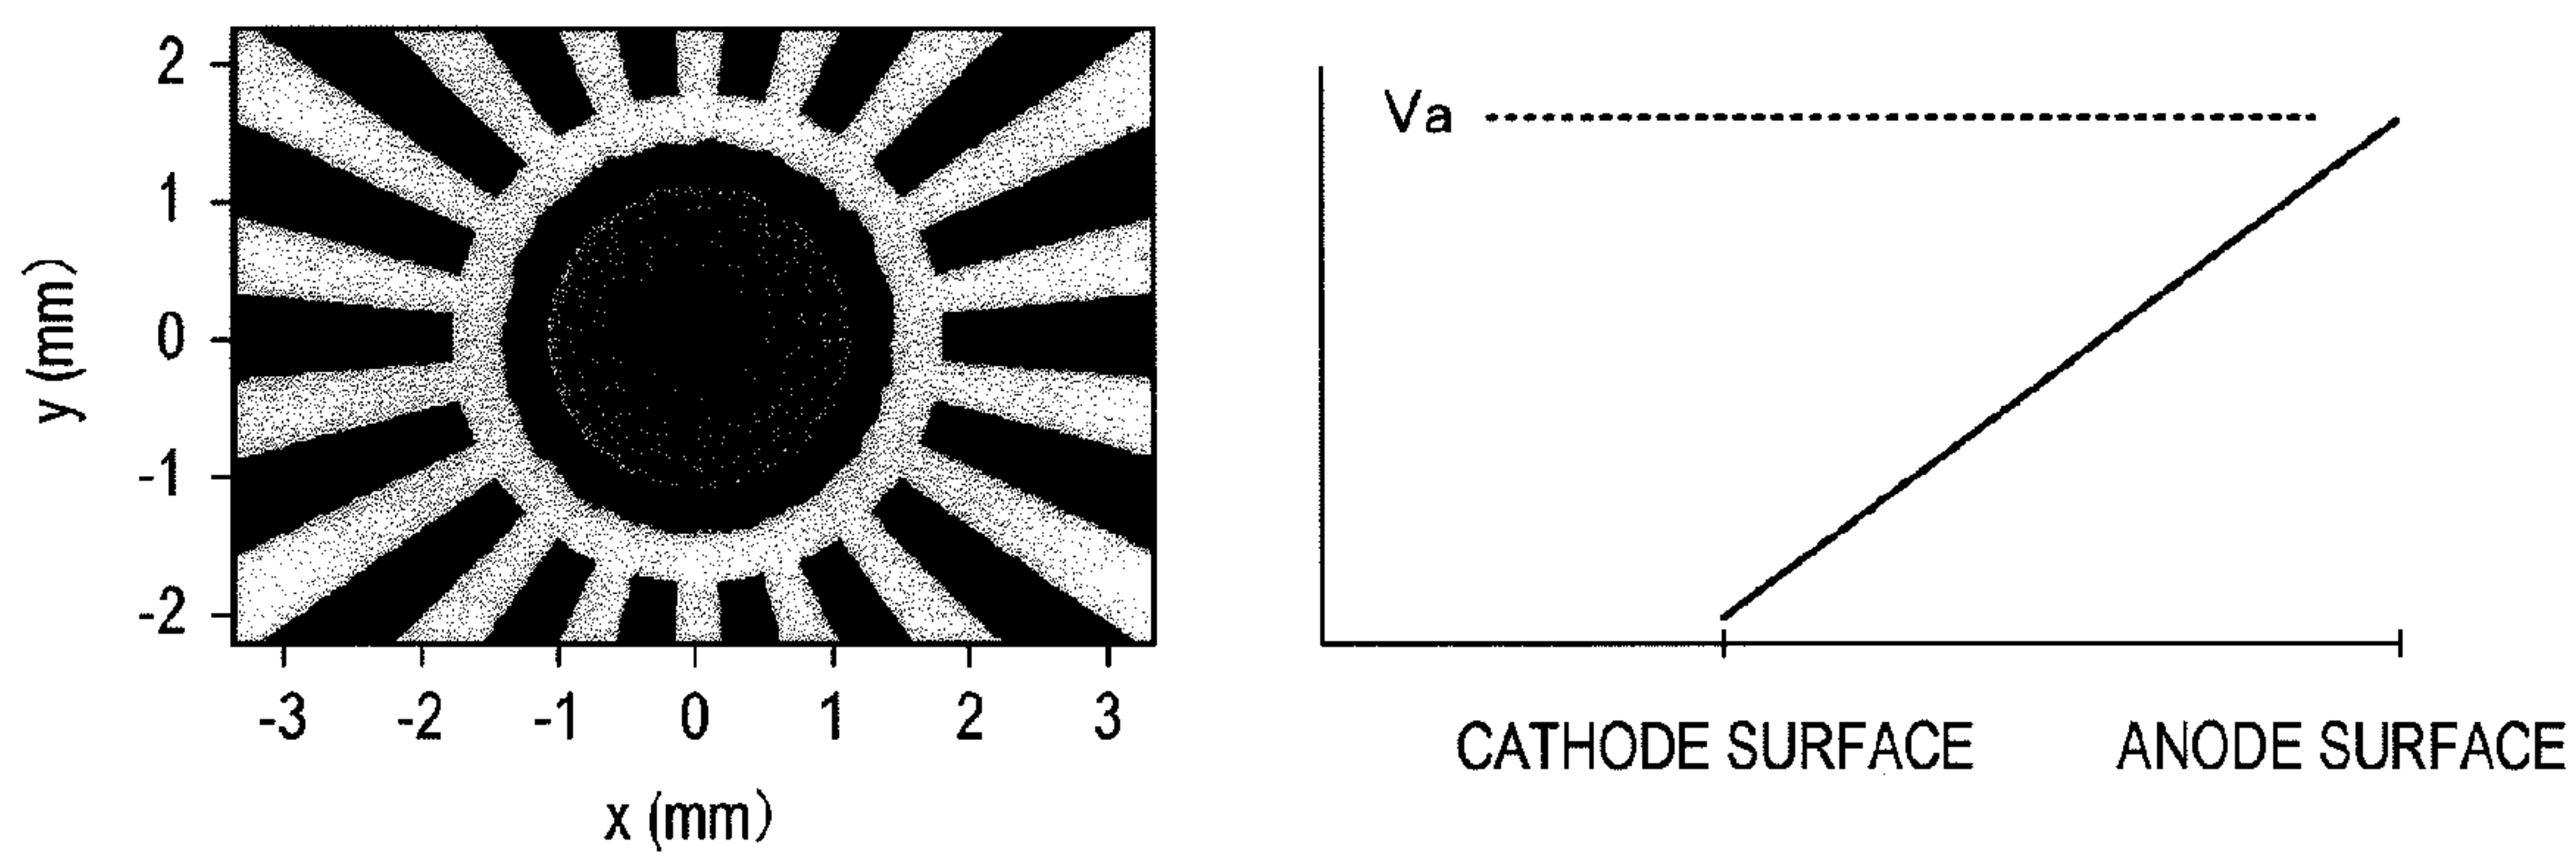 2
1
0
-1
-2
y (mm)
-3 -2 -1 0 1 2 3
x (mm)
Va
CATHODE SURFACE ANODE SURFACE